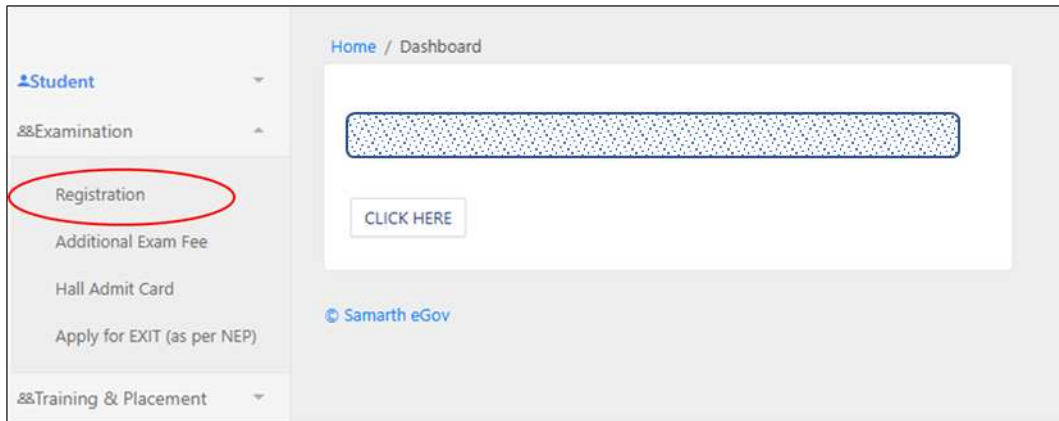 Home / Dashboard
Student
Examination
Registration
Additional Exam Fee
Hall Admit Card
Apply for EXIT (as per NEP)
Training & Placement
CLICK HERE
© Samarth eGov